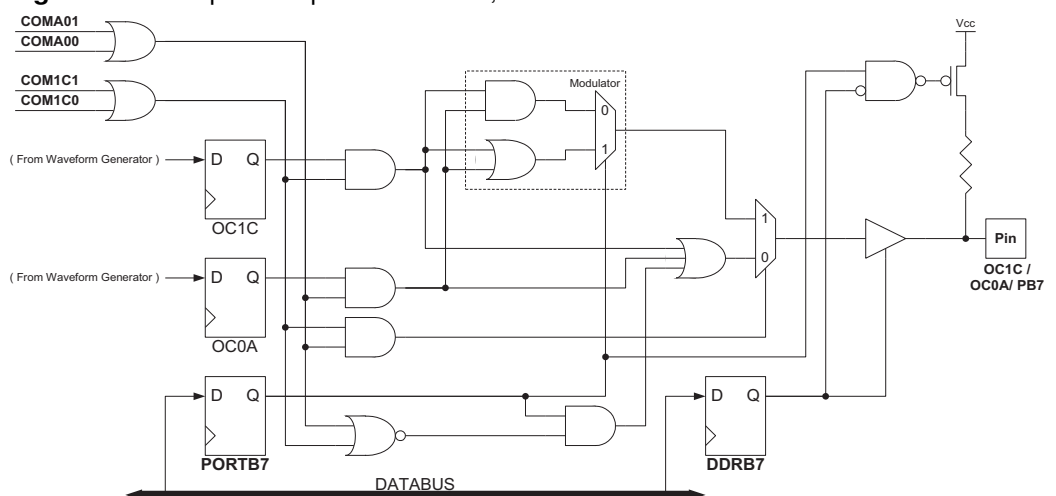 COMA01
COMA00
Vcc
COM1C1
COM1C0
Modulator
0
1
( From Waveform Generator )
D Q
OC1C
1
0
Pin
OC1C /
OC0A/ PB7
( From Waveform Generator )
D Q
OC0A
D Q
PORTB7
D Q
DDRB7
DATABUS